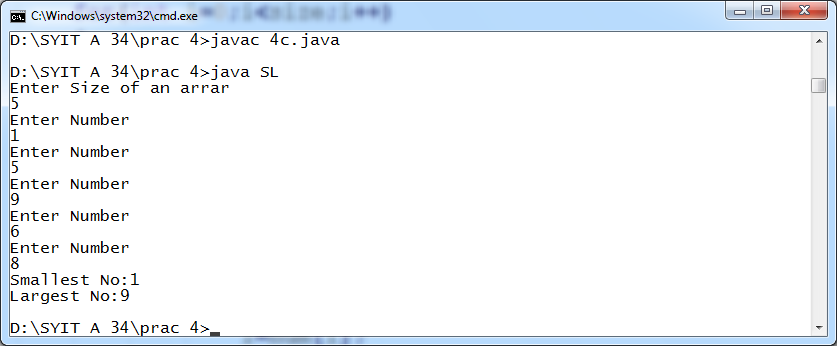 C:\Windows\system32\cmd.exe
D:\SYIT A 34\prac 4>javac 4c.java
D:\SYIT A 34\prac 4>java SL
Enter Size of an arrar
5
Enter Number
1
Enter Number
5
Enter Number
9
Enter Number
6
Enter Number
8
Smallest No:1
Largest No:9
D:\SYIT A 34\prac 4>